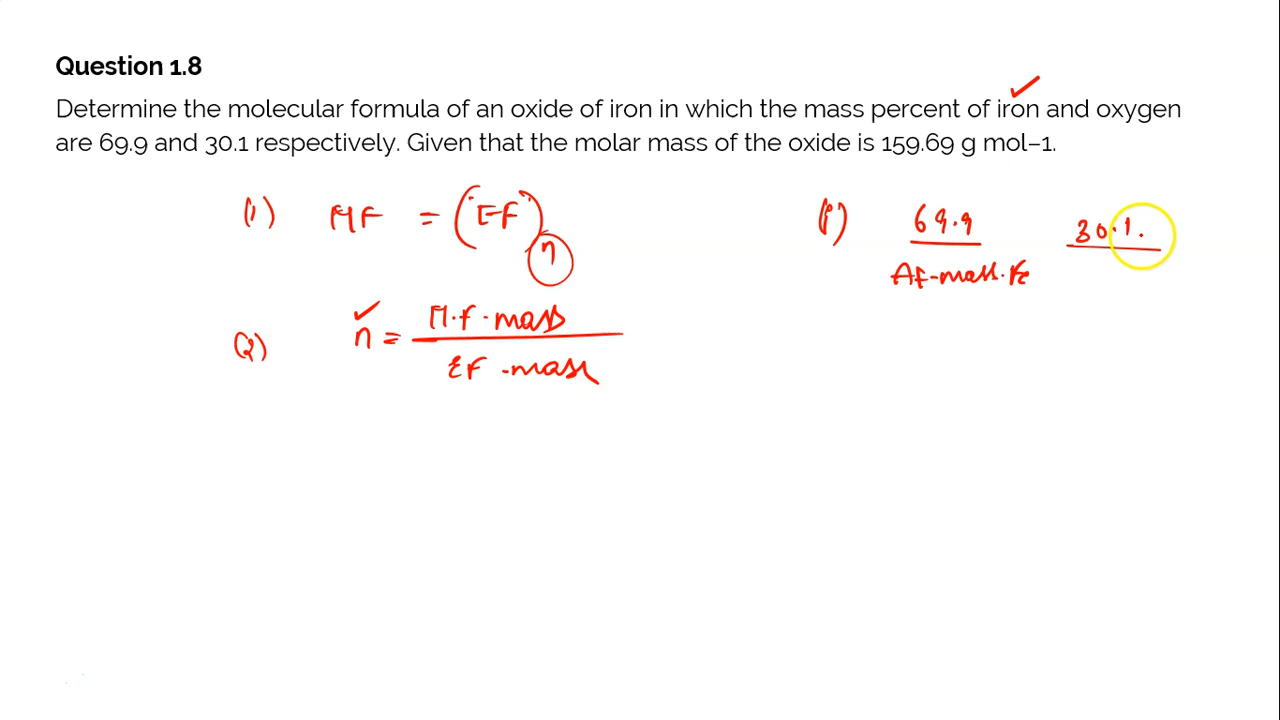 Question 1.8
Determine the molecular formula of an oxide of iron in which the mass percent of iron and oxygen
are 69.9 and 30.1 respectively. Given that the molar mass of the oxide is 159.69 g mol–1.
(1) MF = (EF)n
(2) n = M.f.mass / EF-mass
(1) 69.9 / At-mass.Fe 30.1.